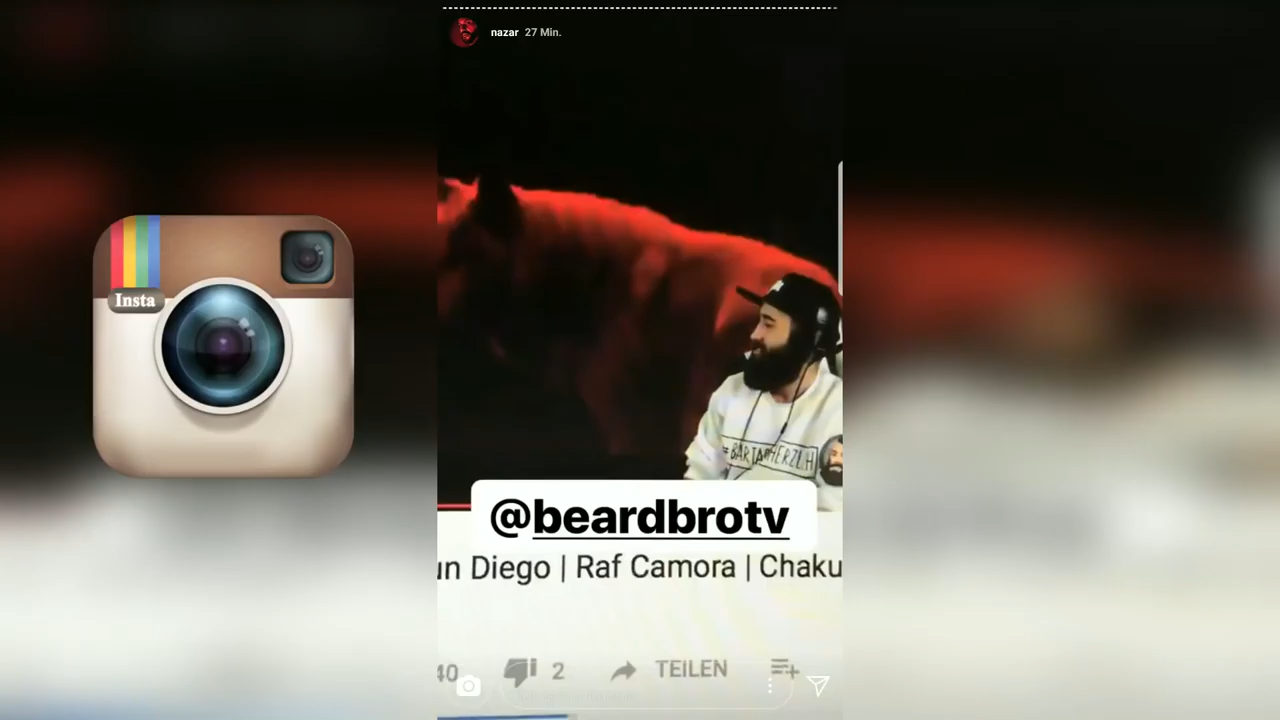 nazar 27 Min.
Insta
@beardbrotv
un Diego | Raf Camora | Chaku
40 2 TEILEN